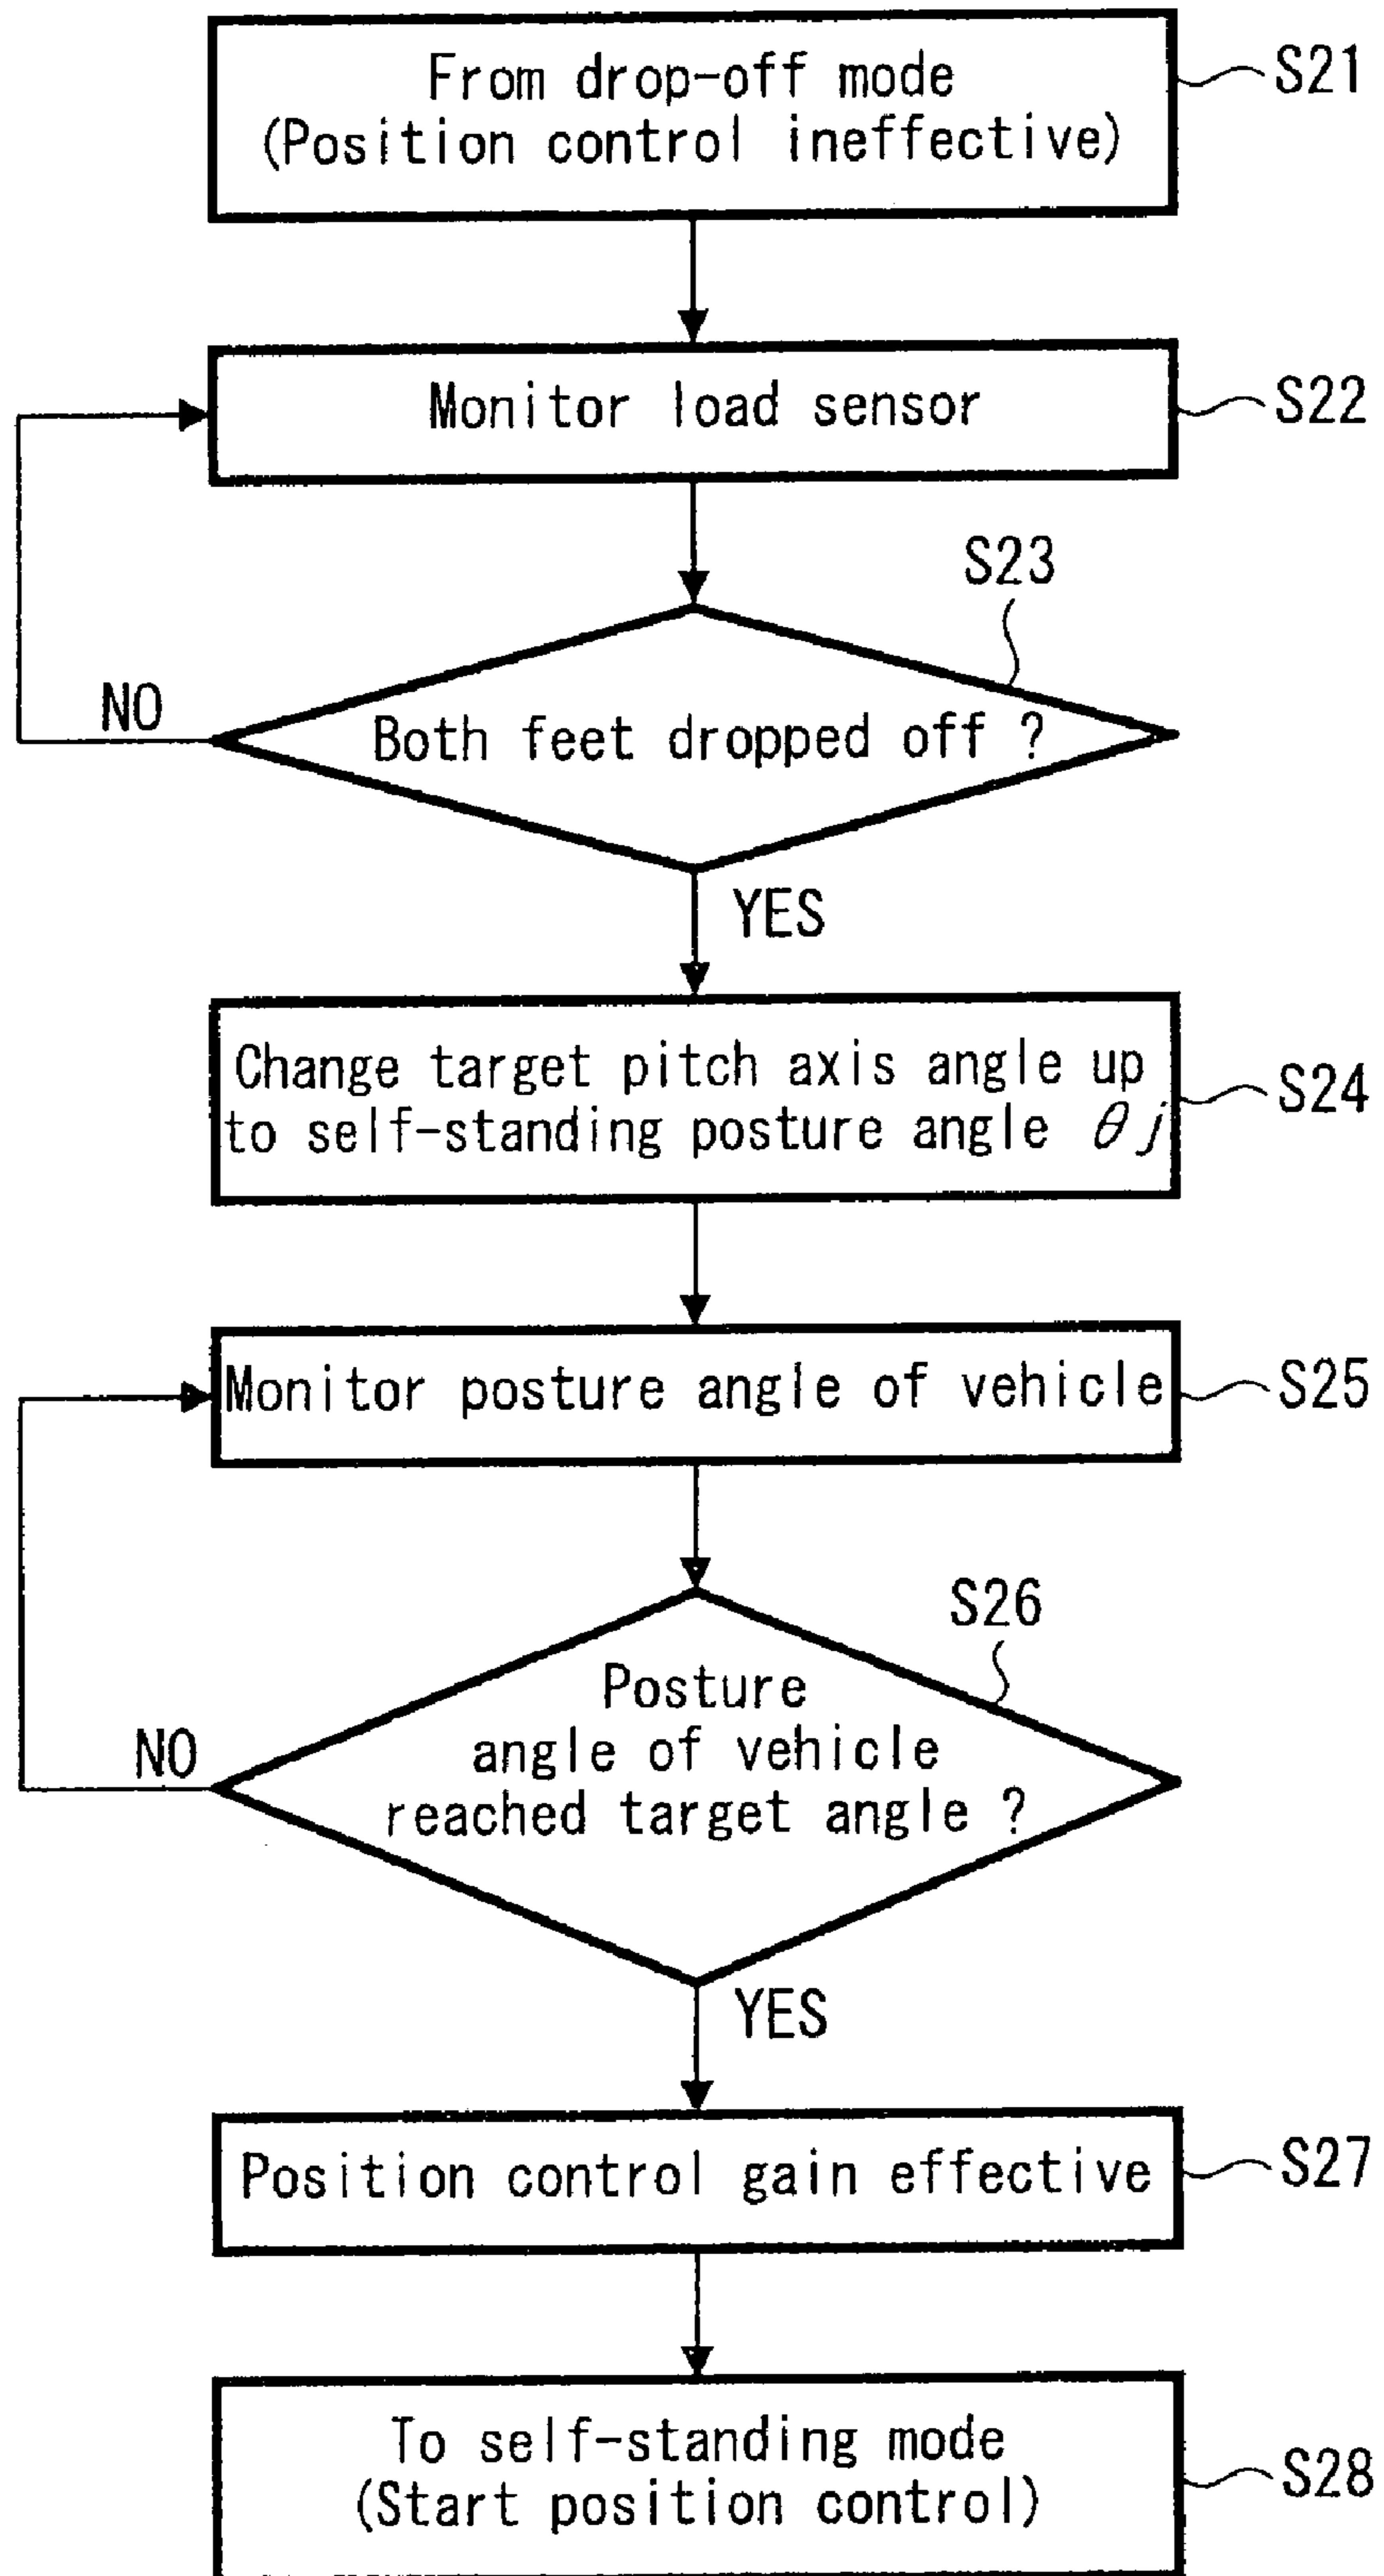 From drop-off mode
(Position control ineffective)
S21
Monitor load sensor
S22
S23
Both feet dropped off ?
NO
YES
Change target pitch axis angle up
to self-standing posture angle θj
S24
Monitor posture angle of vehicle
S25
S26
Posture
angle of vehicle
reached target angle ?
NO
YES
Position control gain effective
S27
To self-standing mode
(Start position control)
S28